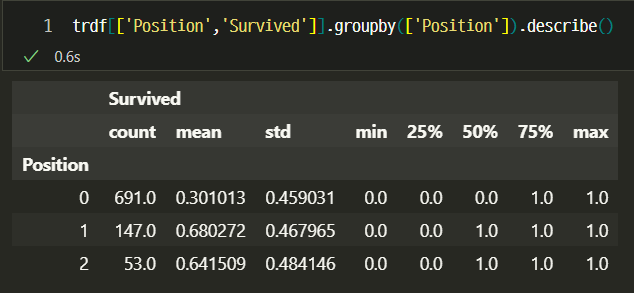 1 trdf[['Position','Survived']].groupby(['Position']).describe()
0.6s
Survived
count mean std min 25% 50% 75% max
Position
0 691.0 0.301013 0.459031 0.0 0.0 0.0 1.0 1.0
1 147.0 0.680272 0.467965 0.0 0.0 1.0 1.0 1.0
2 53.0 0.641509 0.484146 0.0 0.0 1.0 1.0 1.0